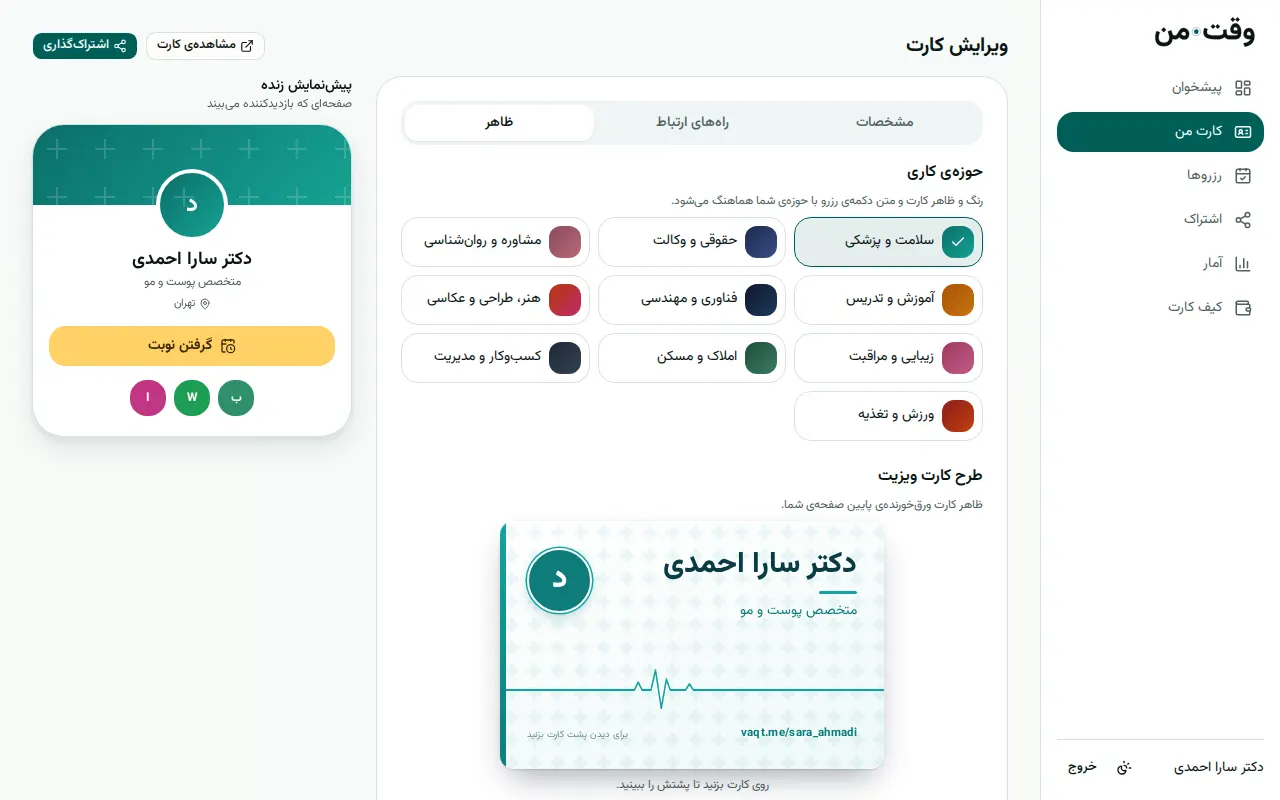 وقت·من
پیشخوان
کارت من
رزروها
اشتراک
آمار
کیف کارت
دکتر سارا احمدی
خروج
ویرایش کارت
مشاهده‌ی کارت
اشتراک‌گذاری
مشخصات
راه‌های ارتباط
ظاهر
حوزه‌ی کاری
رنگ و ظاهر کارت و متن دکمه‌ی رزرو با حوزه‌ی شما هماهنگ می‌شود.
سلامت و پزشکی
حقوقی و وکالت
مشاوره و روان‌شناسی
آموزش و تدریس
فناوری و مهندسی
هنر، طراحی و عکاسی
زیبایی و مراقبت
املاک و مسکن
کسب‌وکار و مدیریت
ورزش و تغذیه
طرح کارت ویزیت
ظاهر کارت ورق‌خورنده‌ی پایین صفحه‌ی شما.
دکتر سارا احمدی
د
متخصص پوست و مو
vaqt.me/sara_ahmadi
برای دیدن پشت کارت بزنید
روی کارت بزنید تا پشتش را ببینید.
پیش‌نمایش زنده
صفحه‌ای که بازدیدکننده می‌بیند
د
دکتر سارا احمدی
متخصص پوست و مو
تهران
گرفتن نوبت
ب
W
I